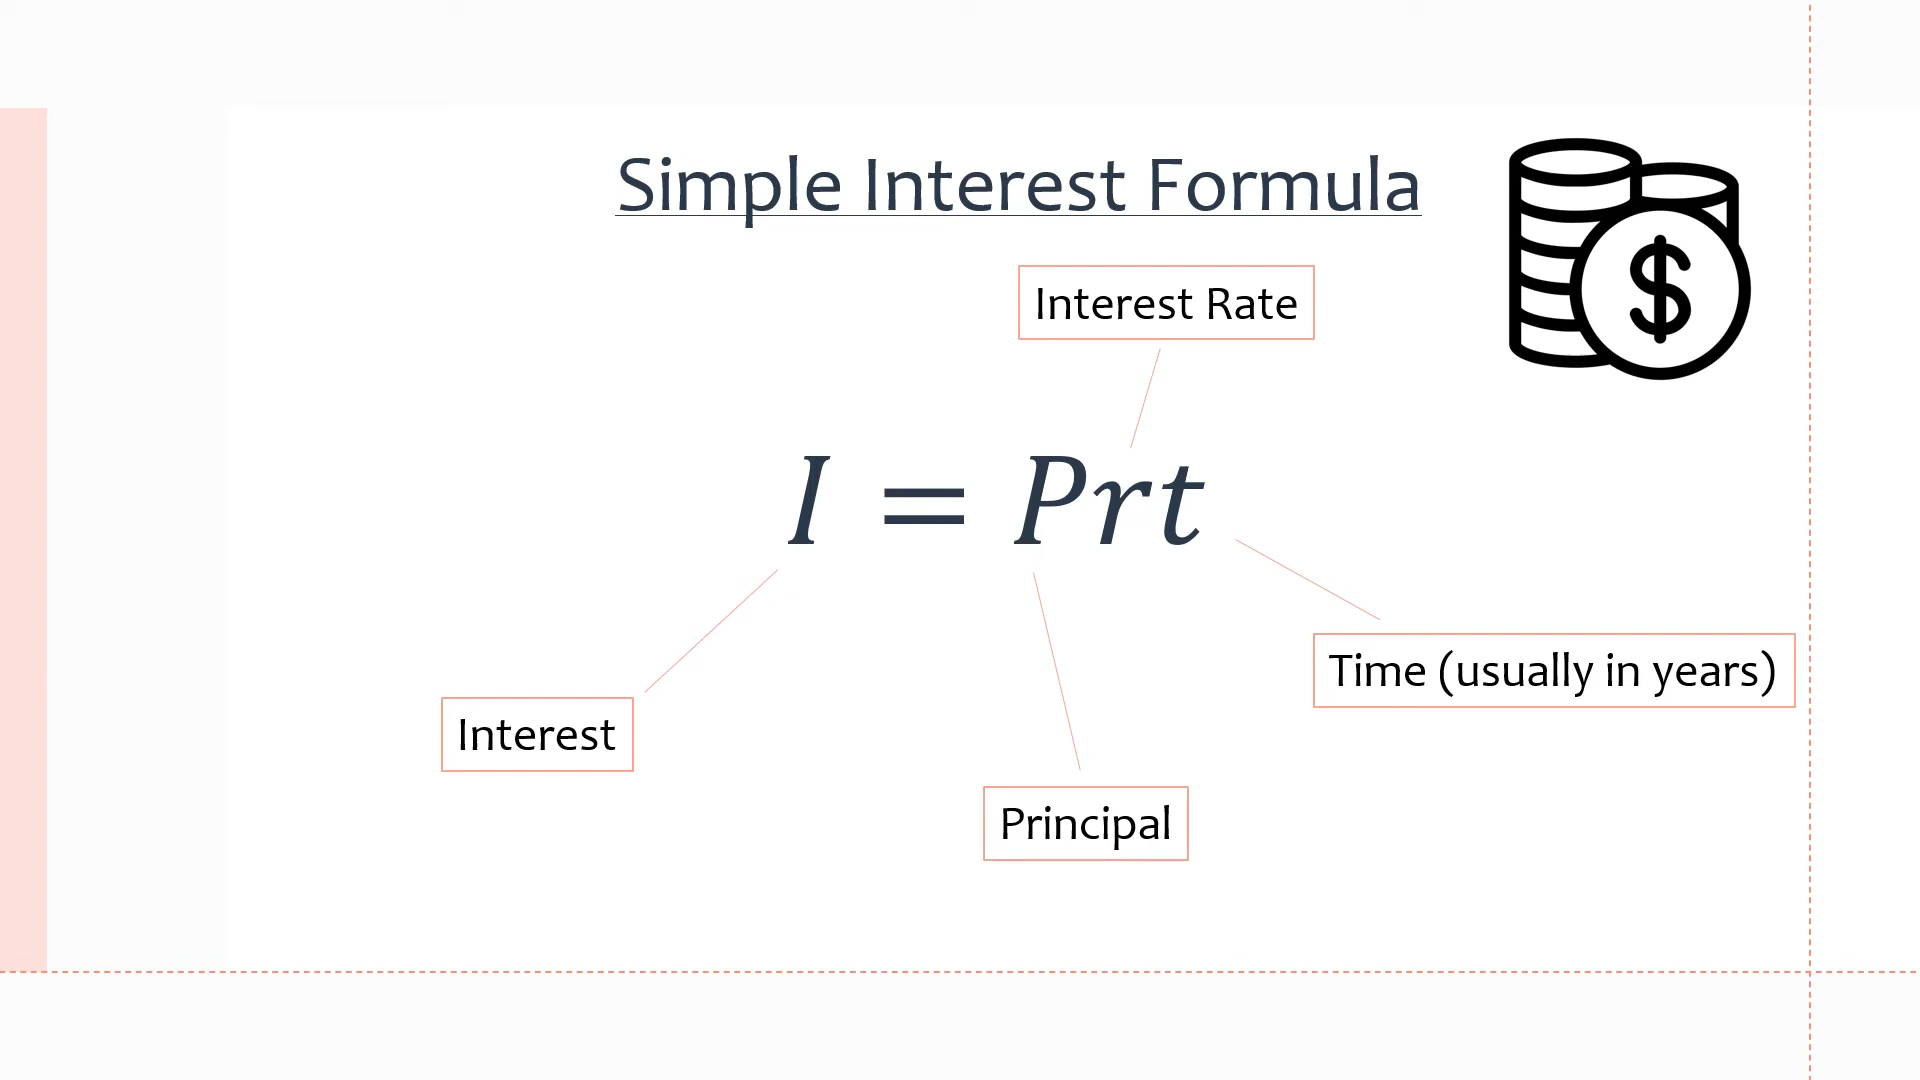 Simple Interest Formula
$
Interest Rate
I = Prt
Time (usually in years)
Interest
Principal